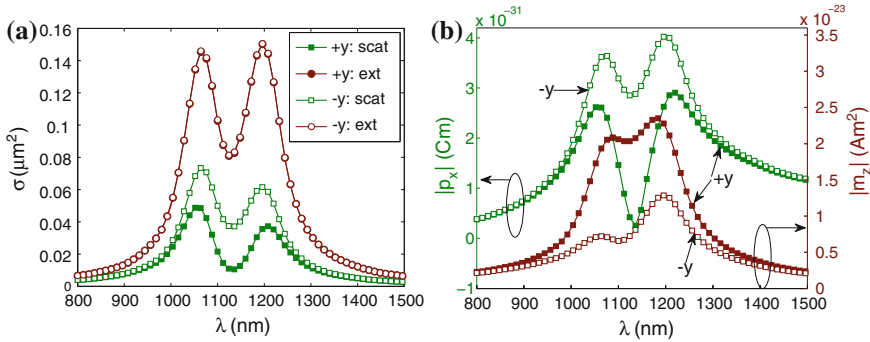 (a)
0.16
0.14
0.12
0.1
0.08
0.06
0.04
0.02
0
σ (μm²)
+y: scat
+y: ext
-y: scat
-y: ext
800 900 1000 1100 1200 1300 1400 1500
λ (nm)
(b)
x 10⁻³¹
4
3
2
1
0
−1
|pₓ| (Cm)
-y
+y
-y
x 10⁻²³
3.5
3
2.5
2
1.5
1
0.5
0
|m_z| (Am²)
800 900 1000 1100 1200 1300 1400 1500
λ (nm)